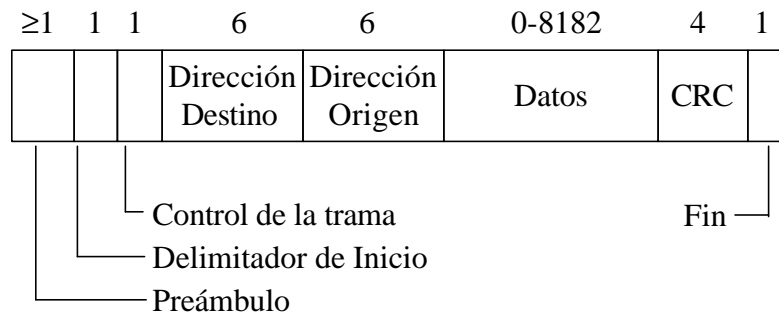 ≥1 1 1 6 6 0-8182 4 1
Dirección Destino
Dirección Origen
Datos
CRC
Control de la trama
Fin
Delimitador de Inicio
Preámbulo